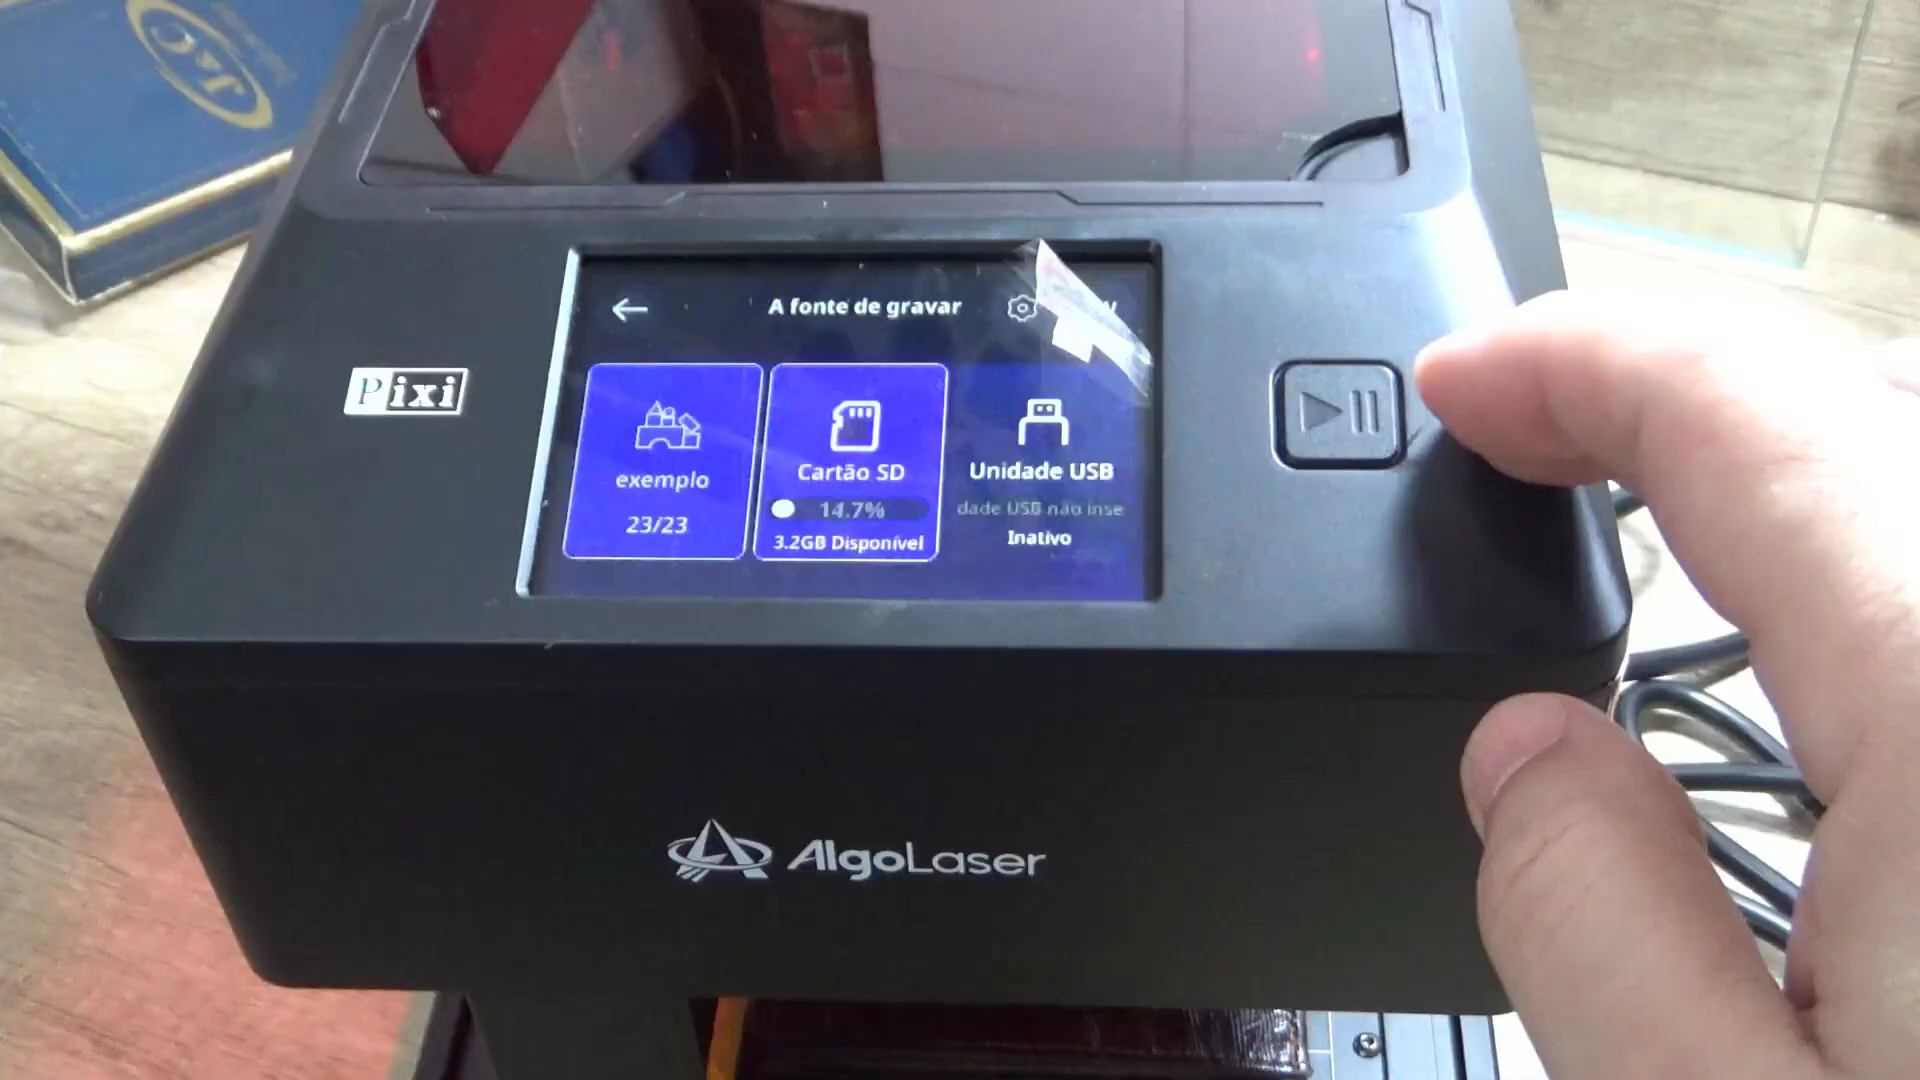 J&C
A fonte de gravar
Pixi
exemplo
23/23
Cartão SD
14.7%
3.2GB Disponível
Unidade USB
dade USB não inse
Inativo
AlgoLaser